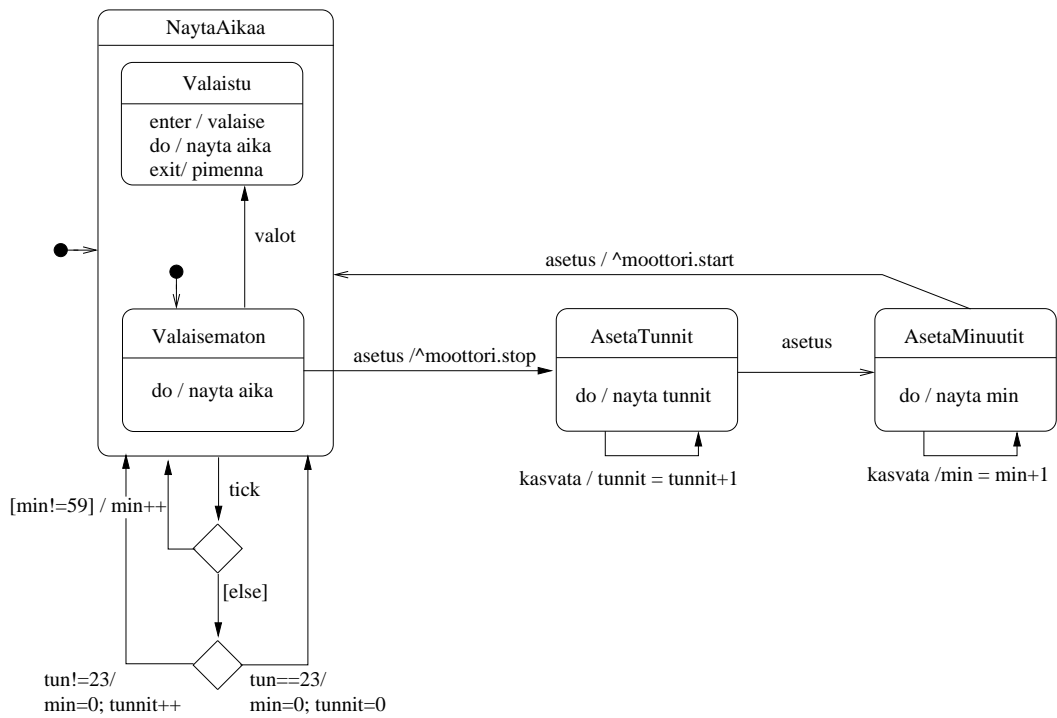 NaytaAikaa
Valaistu
enter / valaise
do / nayta aika
exit/ pimenna
valot
asetus / ^moottori.start
Valaisematon
do / nayta aika
asetus /^moottori.stop
AsetaTunnit
do / nayta tunnit
asetus
AsetaMinuutit
do / nayta min
kasvata / tunnit = tunnit+1
kasvata /min = min+1
tick
[min!=59] / min++
[else]
tun!=23/
min=0; tunnit++
tun==23/
min=0; tunnit=0